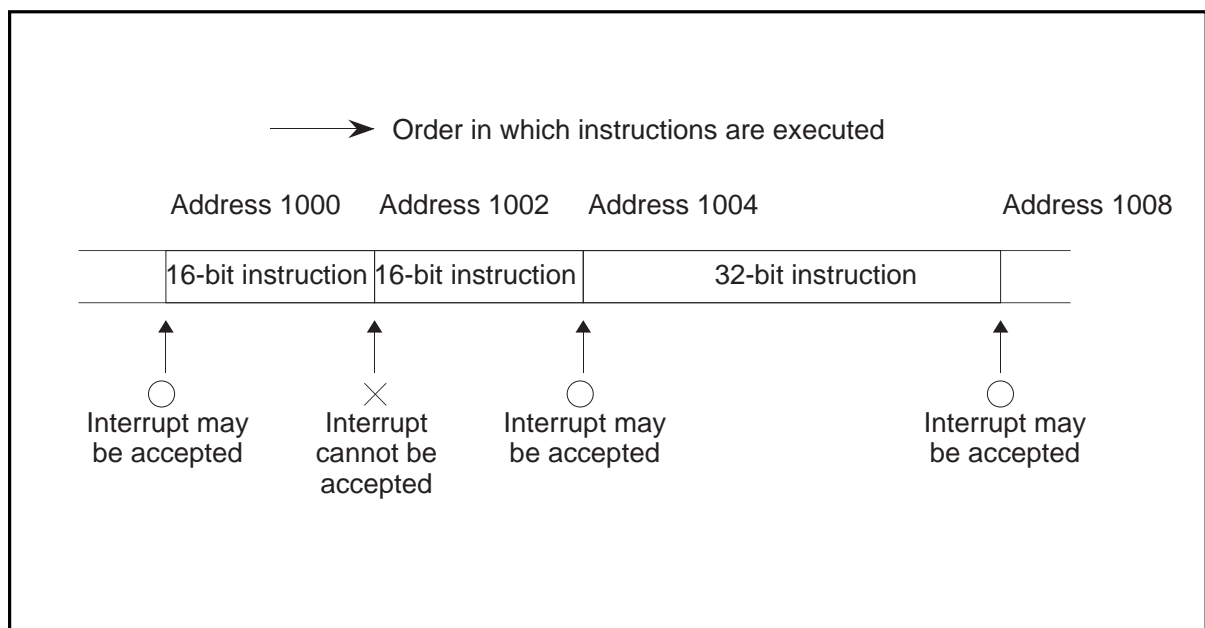 Order in which instructions are executed
Address 1000
Address 1002
Address 1004
Address 1008
16-bit instruction
16-bit instruction
32-bit instruction
Interrupt may
be accepted
Interrupt
cannot be
accepted
Interrupt may
be accepted
Interrupt may
be accepted